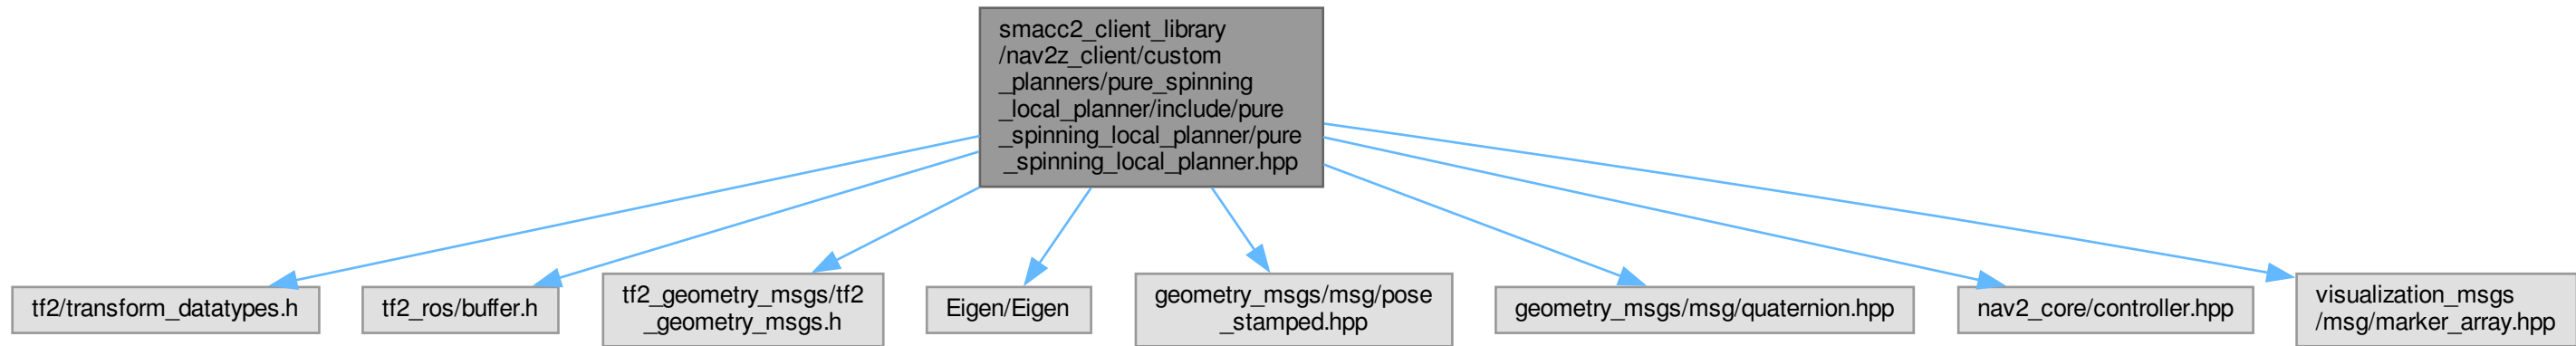 smacc2_client_library
/nav2z_client/custom
_planners/pure_spinning
_local_planner/include/pure
_spinning_local_planner/pure
_spinning_local_planner.hpp
tf2/transform_datatypes.h
tf2_ros/buffer.h
tf2_geometry_msgs/tf2
_geometry_msgs.h
Eigen/Eigen
geometry_msgs/msg/pose
_stamped.hpp
geometry_msgs/msg/quaternion.hpp
nav2_core/controller.hpp
visualization_msgs
/msg/marker_array.hpp